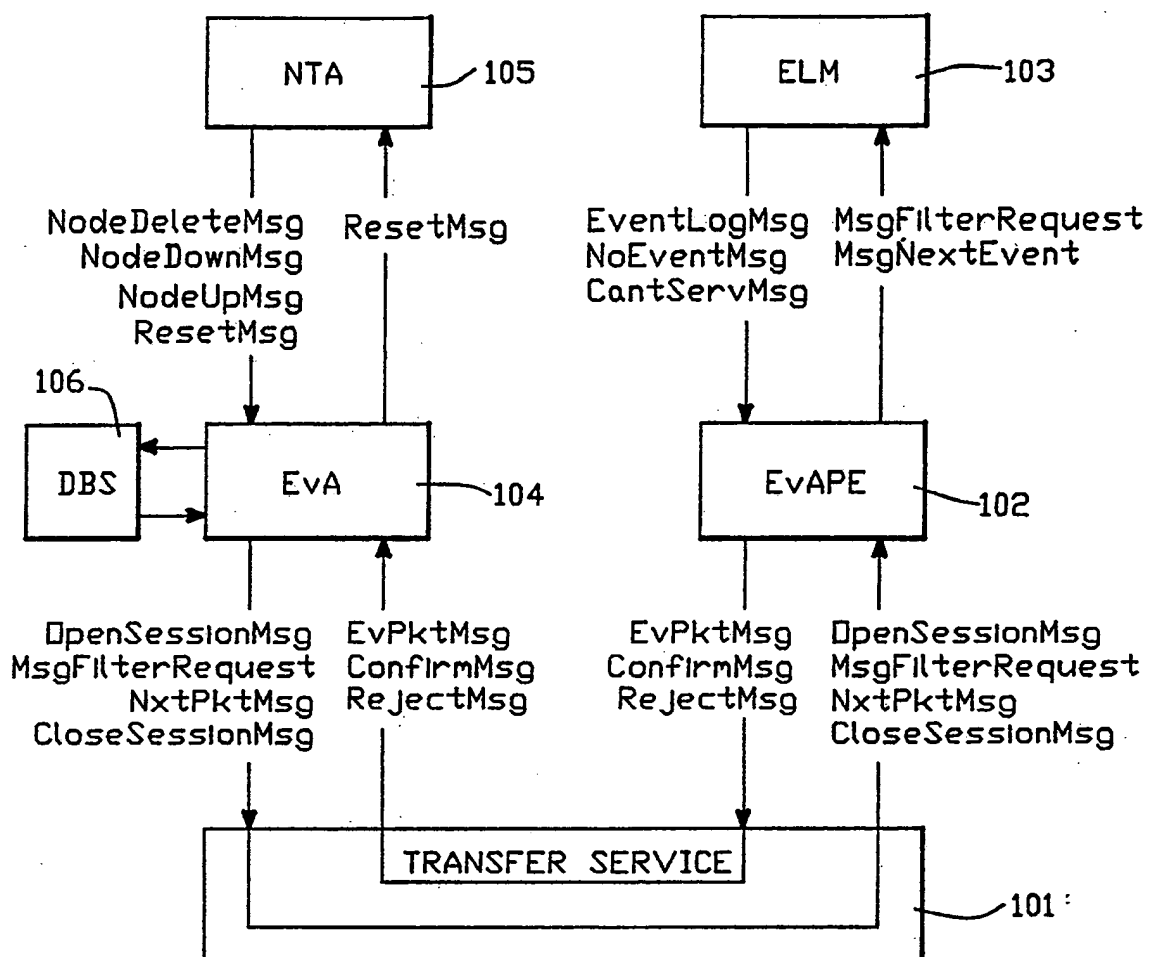 NTA
105
ELM
103
NodeDeleteMsg
NodeDownMsg
NodeUpMsg
ResetMsg
ResetMsg
EventLogMsg
NoEventMsg
CantServMsg
MsgFilterRequest
MsgNextEvent
106
DBS
EvA
104
EvAPE
102
OpenSessionMsg
MsgFilterRequest
NxtPktMsg
CloseSessionMsg
EvPktMsg
ConfirmMsg
RejectMsg
EvPktMsg
ConfirmMsg
RejectMsg
OpenSessionMsg
MsgFilterRequest
NxtPktMsg
CloseSessionMsg
TRANSFER SERVICE
101